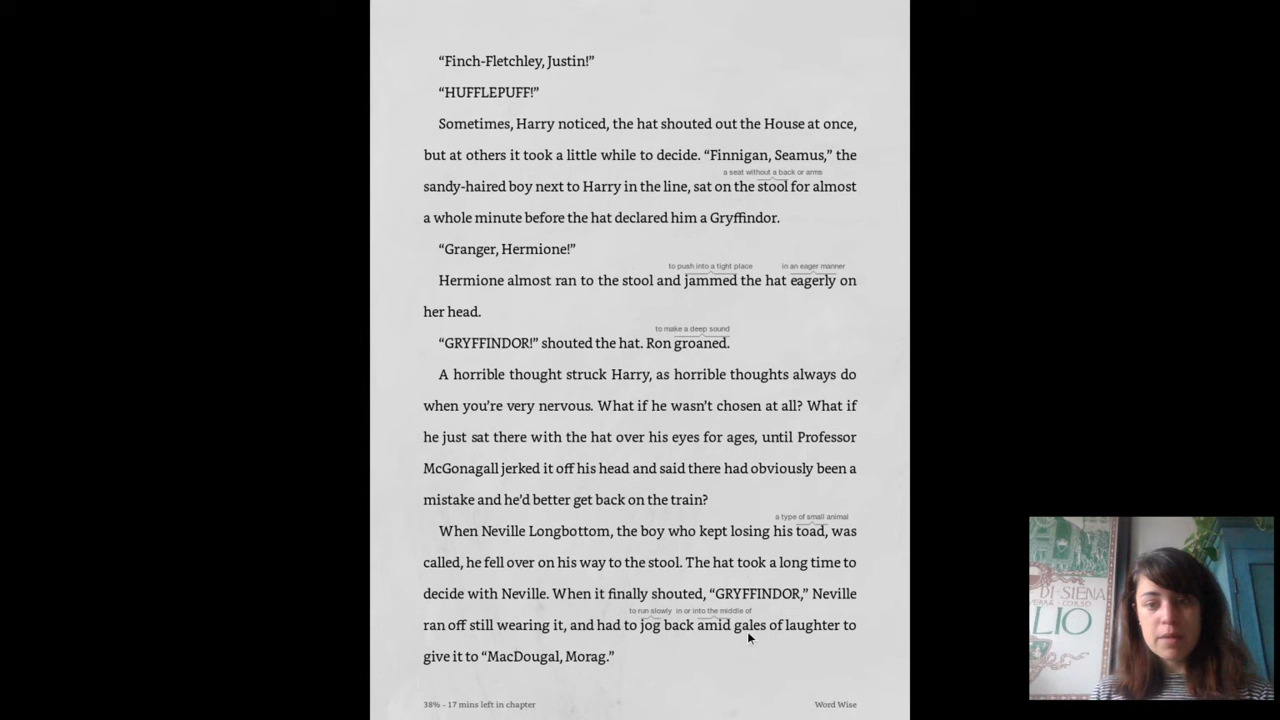 “Finch-Fletchley, Justin!”
“HUFFLEPUFF!”
Sometimes, Harry noticed, the hat shouted out the House at once,
but at others it took a little while to decide. “Finnigan, Seamus,” the
a seat without a back or arms
sandy-haired boy next to Harry in the line, sat on the stool for almost
a whole minute before the hat declared him a Gryffindor.
“Granger, Hermione!”
to push into a tight place in an eager manner
Hermione almost ran to the stool and jammed the hat eagerly on
her head.
to make a deep sound
“GRYFFINDOR!” shouted the hat. Ron groaned.
A horrible thought struck Harry, as horrible thoughts always do
when you’re very nervous. What if he wasn’t chosen at all? What if
he just sat there with the hat over his eyes for ages, until Professor
McGonagall jerked it off his head and said there had obviously been a
mistake and he’d better get back on the train?
a type of small animal
When Neville Longbottom, the boy who kept losing his toad, was
called, he fell over on his way to the stool. The hat took a long time to
decide with Neville. When it finally shouted, “GRYFFINDOR,” Neville
to run slowly in or into the middle of
ran off still wearing it, and had to jog back amid gales of laughter to
give it to “MacDougal, Morag.”
38% - 17 mins left in chapter
Word Wise
DI SIENA
CORSO
LIO